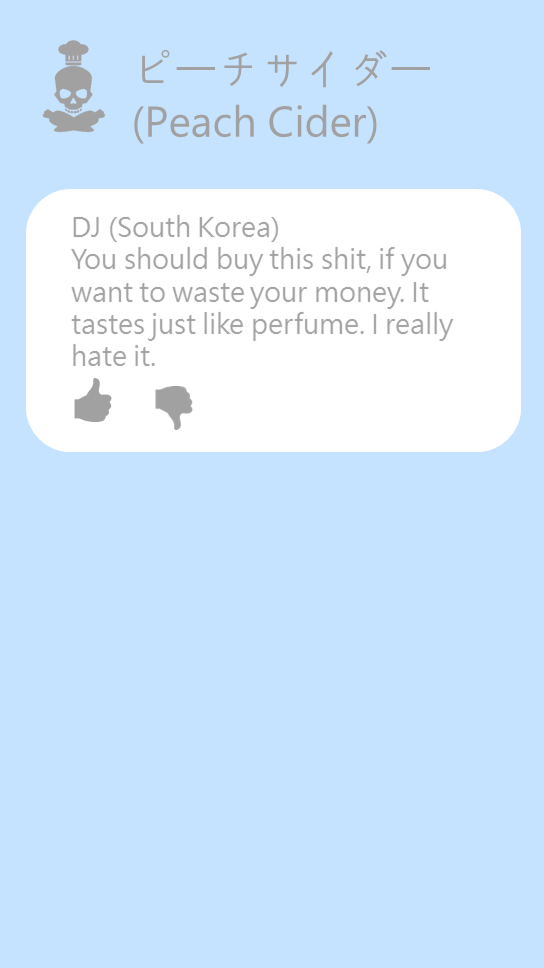 ピーチサイダー
(Peach Cider)
DJ (South Korea)
You should buy this shit, if you
want to waste your money. It
tastes just like perfume. I really
hate it.